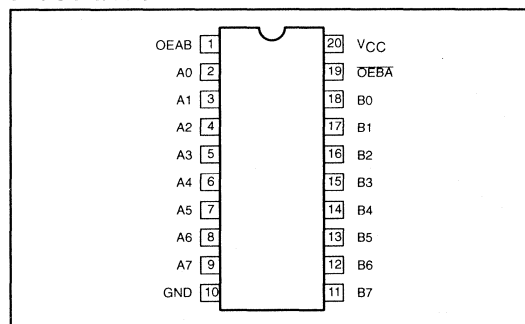 OEAB 1 20 VCC
A0 2 19 OEBA
A1 3 18 B0
A2 4 17 B1
A3 5 16 B2
A4 6 15 B3
A5 7 14 B4
A6 8 13 B5
A7 9 12 B6
GND 10 11 B7